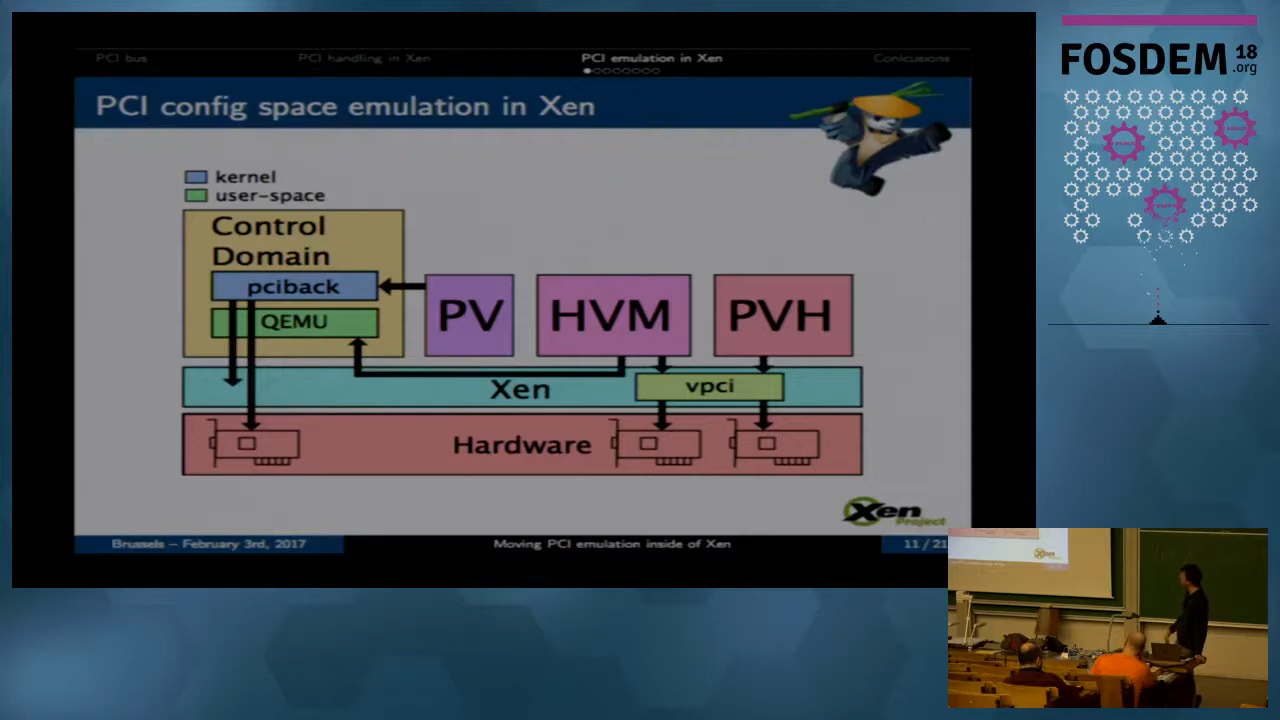 PCI bus
PCI handling in Xen
PCI emulation in Xen
Conlcusions
PCI config space emulation in Xen
kernel
user-space
Control
Domain
pciback
QEMU
PV
HVM
PVH
Xen
vpci
Hardware
Xen
Project
Brussels – February 3rd, 2017
Moving PCI emulation inside of Xen
11 / 21
FOSDEM 18
.org